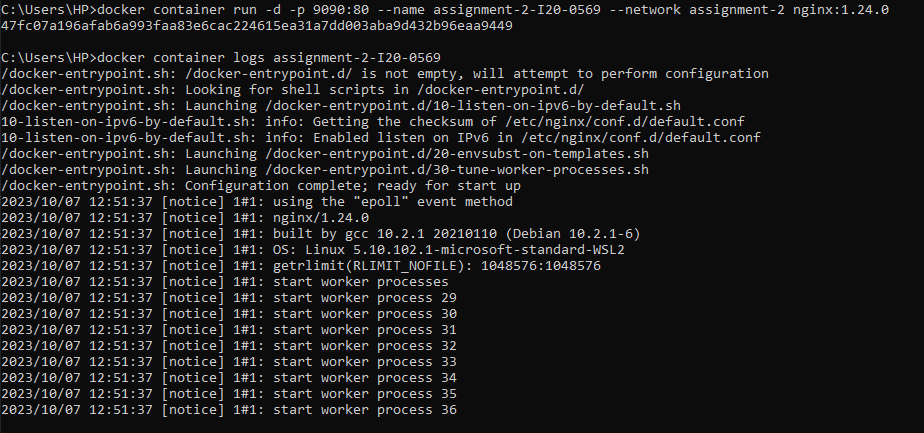 C:\Users\HP>docker container run -d -p 9090:80 --name assignment-2-I20-0569 --network assignment-2 nginx:1.24.0
47fc07a196afab6a993faa83e6cac224615ea31a7dd003aba9d432b96eaa9449
C:\Users\HP>docker container logs assignment-2-I20-0569
/docker-entrypoint.sh: /docker-entrypoint.d/ is not empty, will attempt to perform configuration
/docker-entrypoint.sh: Looking for shell scripts in /docker-entrypoint.d/
/docker-entrypoint.sh: Launching /docker-entrypoint.d/10-listen-on-ipv6-by-default.sh
10-listen-on-ipv6-by-default.sh: info: Getting the checksum of /etc/nginx/conf.d/default.conf
10-listen-on-ipv6-by-default.sh: info: Enabled listen on IPv6 in /etc/nginx/conf.d/default.conf
/docker-entrypoint.sh: Launching /docker-entrypoint.d/20-envsubst-on-templates.sh
/docker-entrypoint.sh: Launching /docker-entrypoint.d/30-tune-worker-processes.sh
/docker-entrypoint.sh: Configuration complete; ready for start up
2023/10/07 12:51:37 [notice] 1#1: using the "epoll" event method
2023/10/07 12:51:37 [notice] 1#1: nginx/1.24.0
2023/10/07 12:51:37 [notice] 1#1: built by gcc 10.2.1 20210110 (Debian 10.2.1-6)
2023/10/07 12:51:37 [notice] 1#1: OS: Linux 5.10.102.1-microsoft-standard-WSL2
2023/10/07 12:51:37 [notice] 1#1: getrlimit(RLIMIT_NOFILE): 1048576:1048576
2023/10/07 12:51:37 [notice] 1#1: start worker processes
2023/10/07 12:51:37 [notice] 1#1: start worker process 29
2023/10/07 12:51:37 [notice] 1#1: start worker process 30
2023/10/07 12:51:37 [notice] 1#1: start worker process 31
2023/10/07 12:51:37 [notice] 1#1: start worker process 32
2023/10/07 12:51:37 [notice] 1#1: start worker process 33
2023/10/07 12:51:37 [notice] 1#1: start worker process 34
2023/10/07 12:51:37 [notice] 1#1: start worker process 35
2023/10/07 12:51:37 [notice] 1#1: start worker process 36